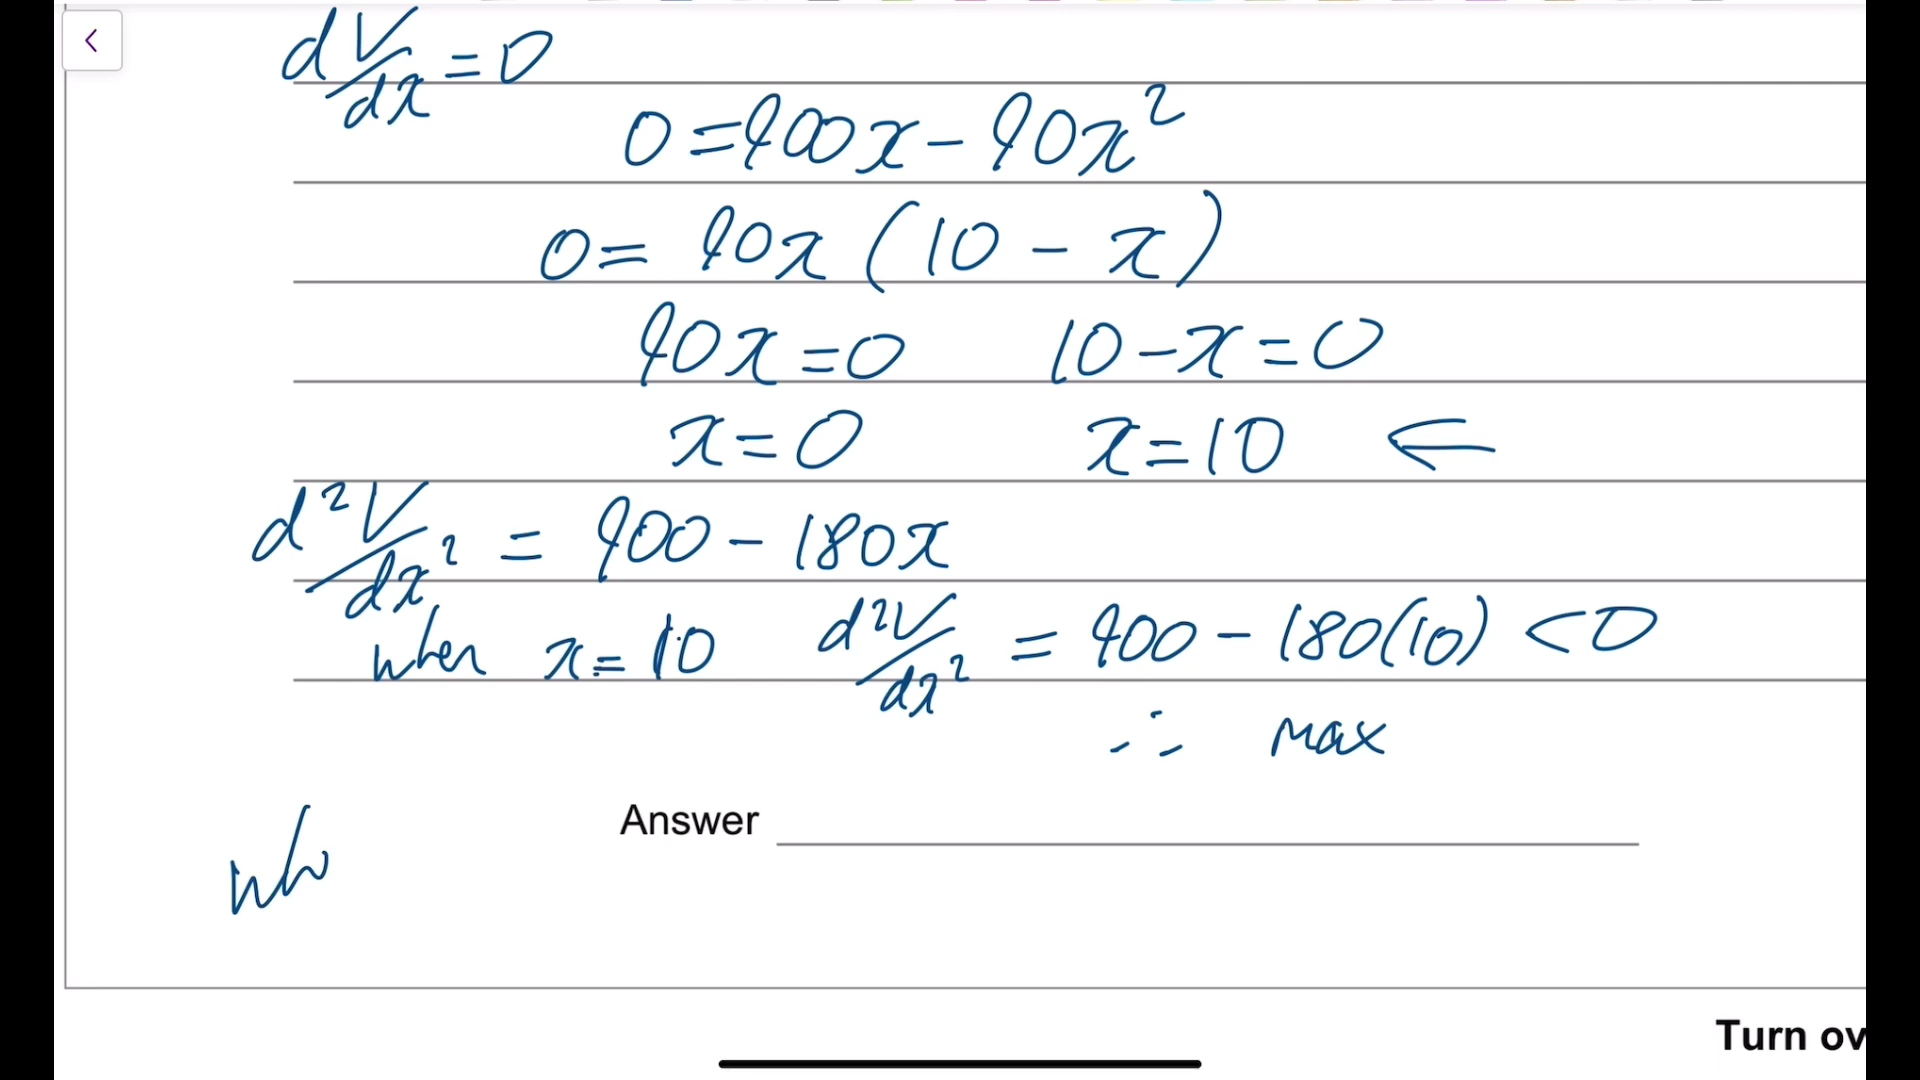 dV/dx = 0
0 = 900x - 90x²
0 = 90x (10 - x)
90x = 0 10 - x = 0
x = 0 x = 10 ←
d²V/dx² = 900 - 180x
when x = 10 d²V/dx² = 900 - 180(10) < 0
∴ max
Answer
Turn ov